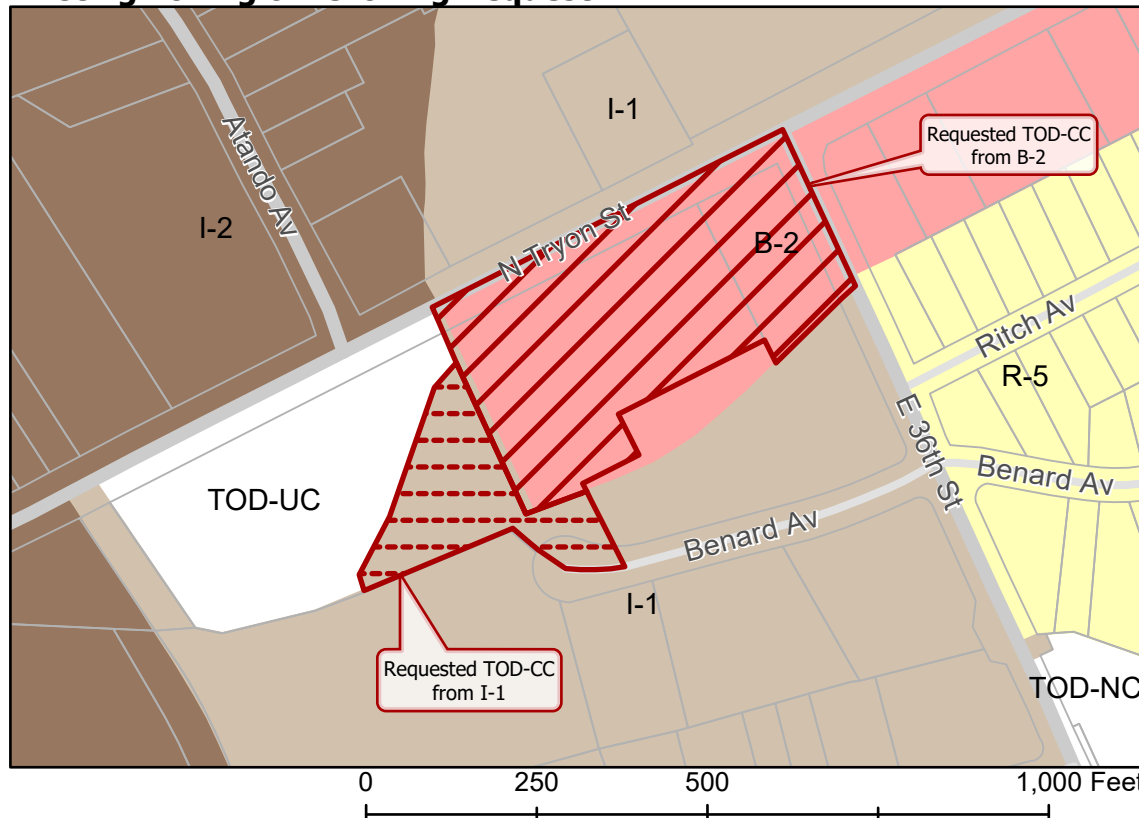 I-1
Requested TOD-CC
from B-2
Atando Av
I-2
N Tryon St
B-2
Ritch Av
R-5
E 36th St
Benard Av
TOD-UC
Benard Av
I-1
Requested TOD-CC
from I-1
TOD-NC
0 250 500 1,000 Feet